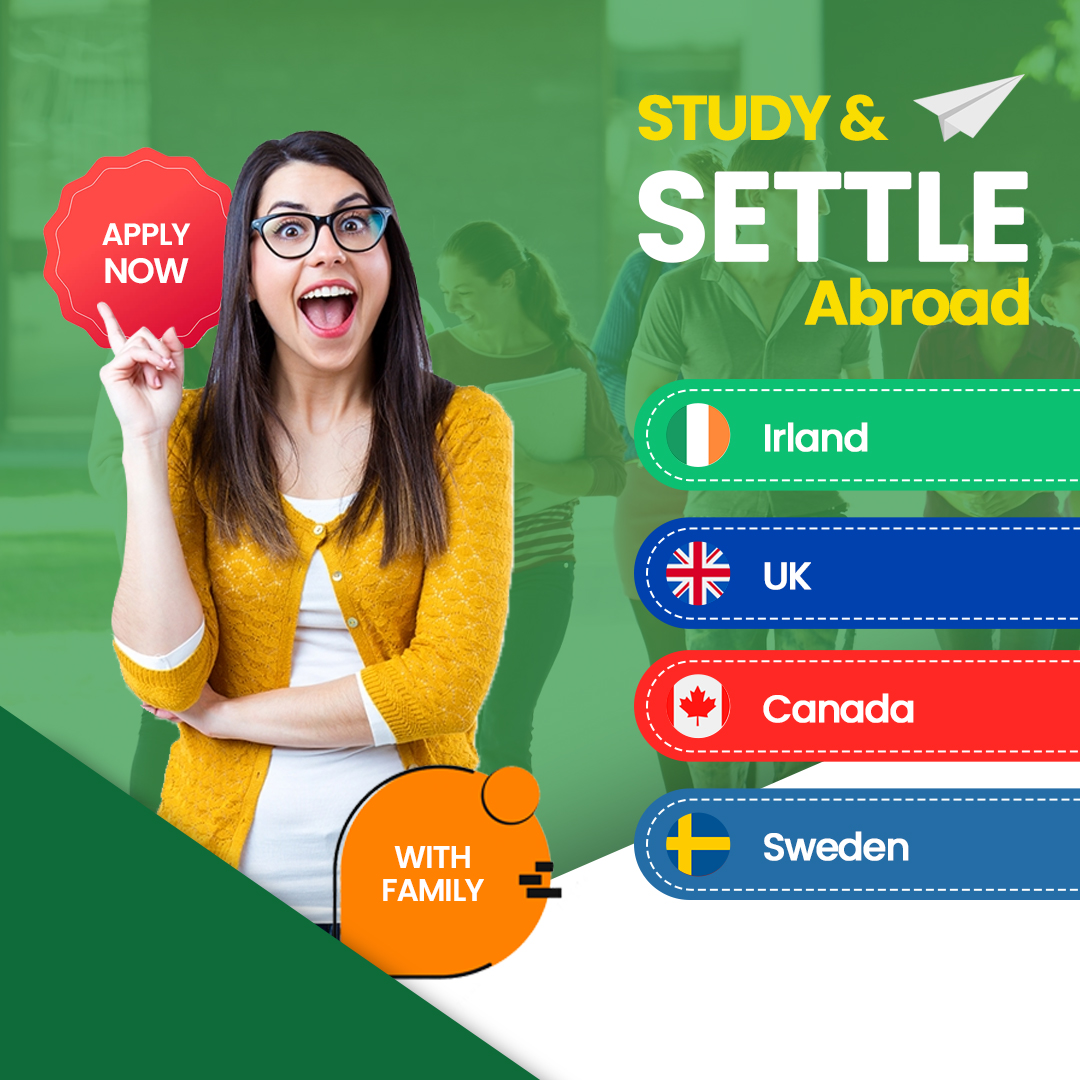 STUDY &
SETTLE
Abroad
APPLY
NOW
Irland
UK
Canada
Sweden
WITH
FAMILY